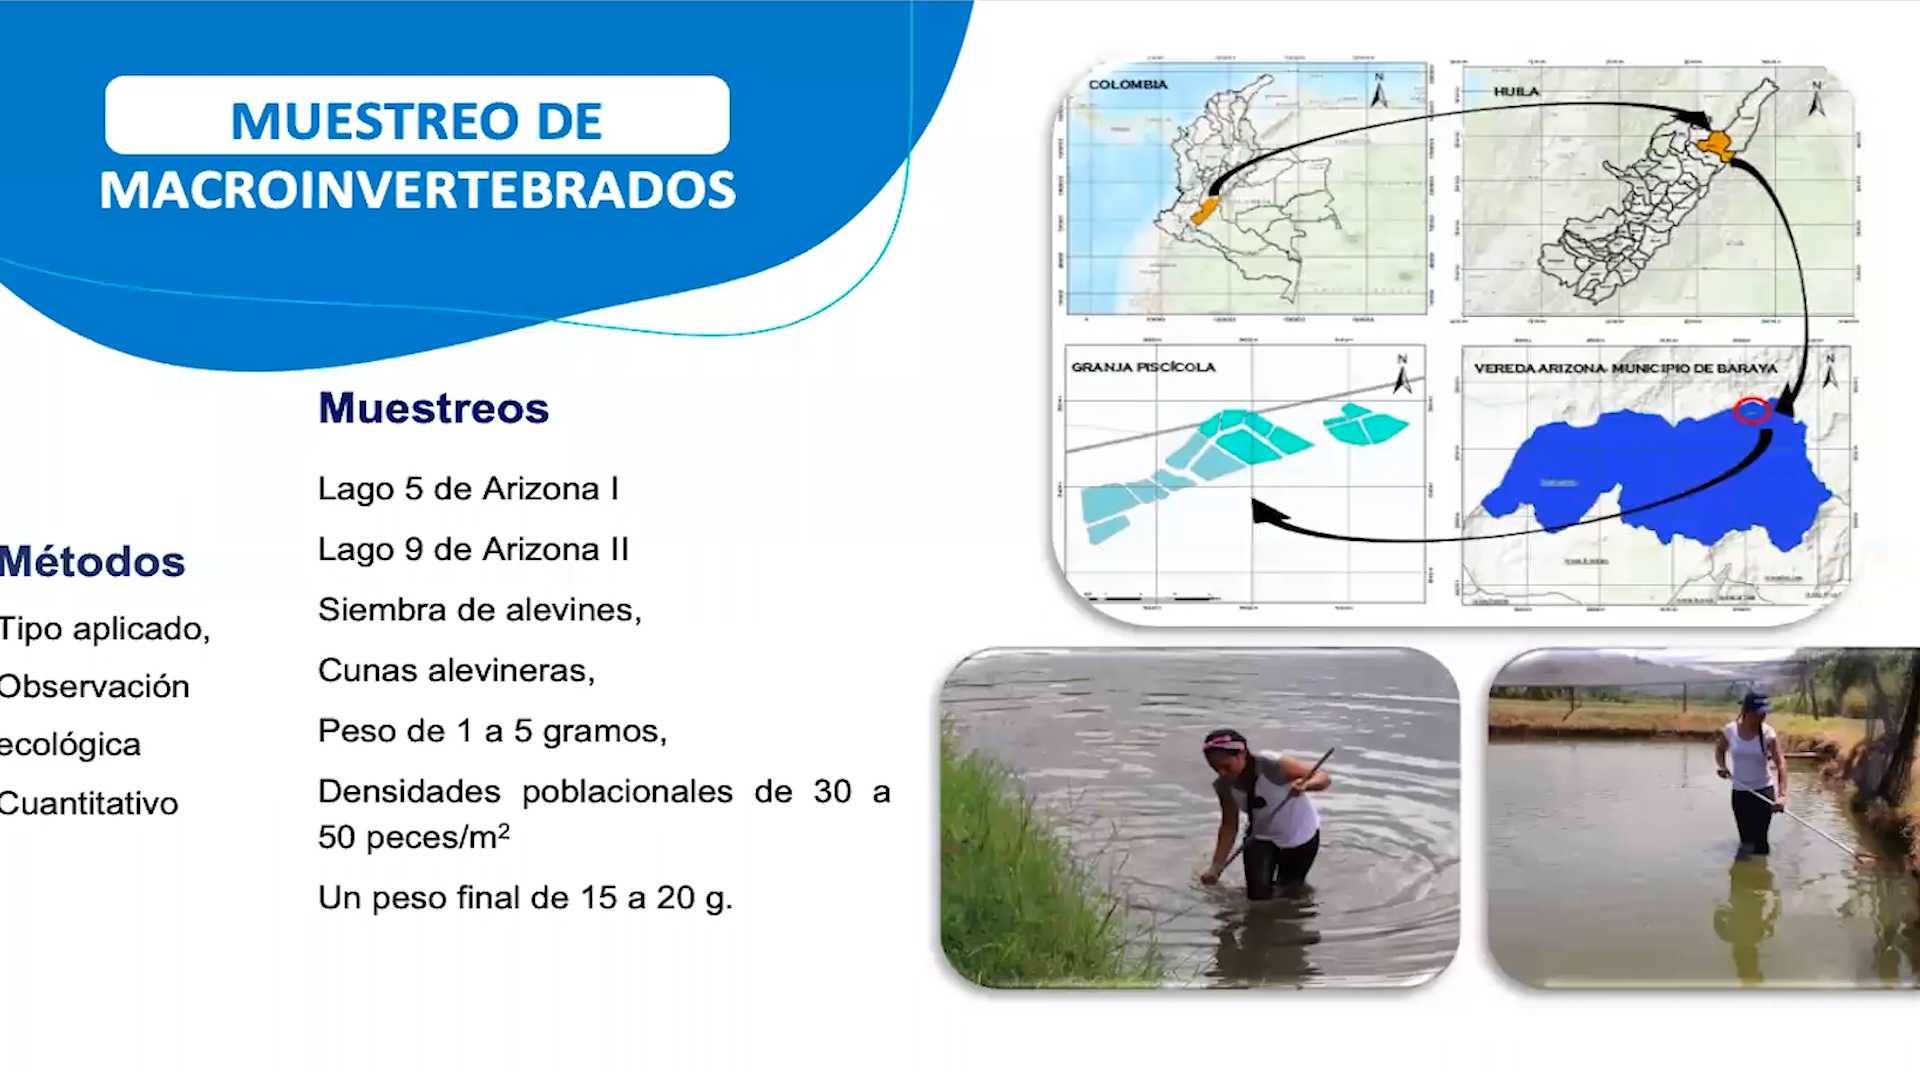 MUESTREO DE
MACROINVERTEBRADOS
Métodos
Tipo aplicado,
Observación
ecológica
Cuantitativo
Muestreos
Lago 5 de Arizona I
Lago 9 de Arizona II
Siembra de alevines,
Cunas alevineras,
Peso de 1 a 5 gramos,
Densidades poblacionales de 30 a
50 peces/m²
Un peso final de 15 a 20 g.
COLOMBIA
N
HUILA
N
GRANJA PISCÍCOLA
N
VEREDA ARIZONA- MUNICIPIO DE BARAYA
N